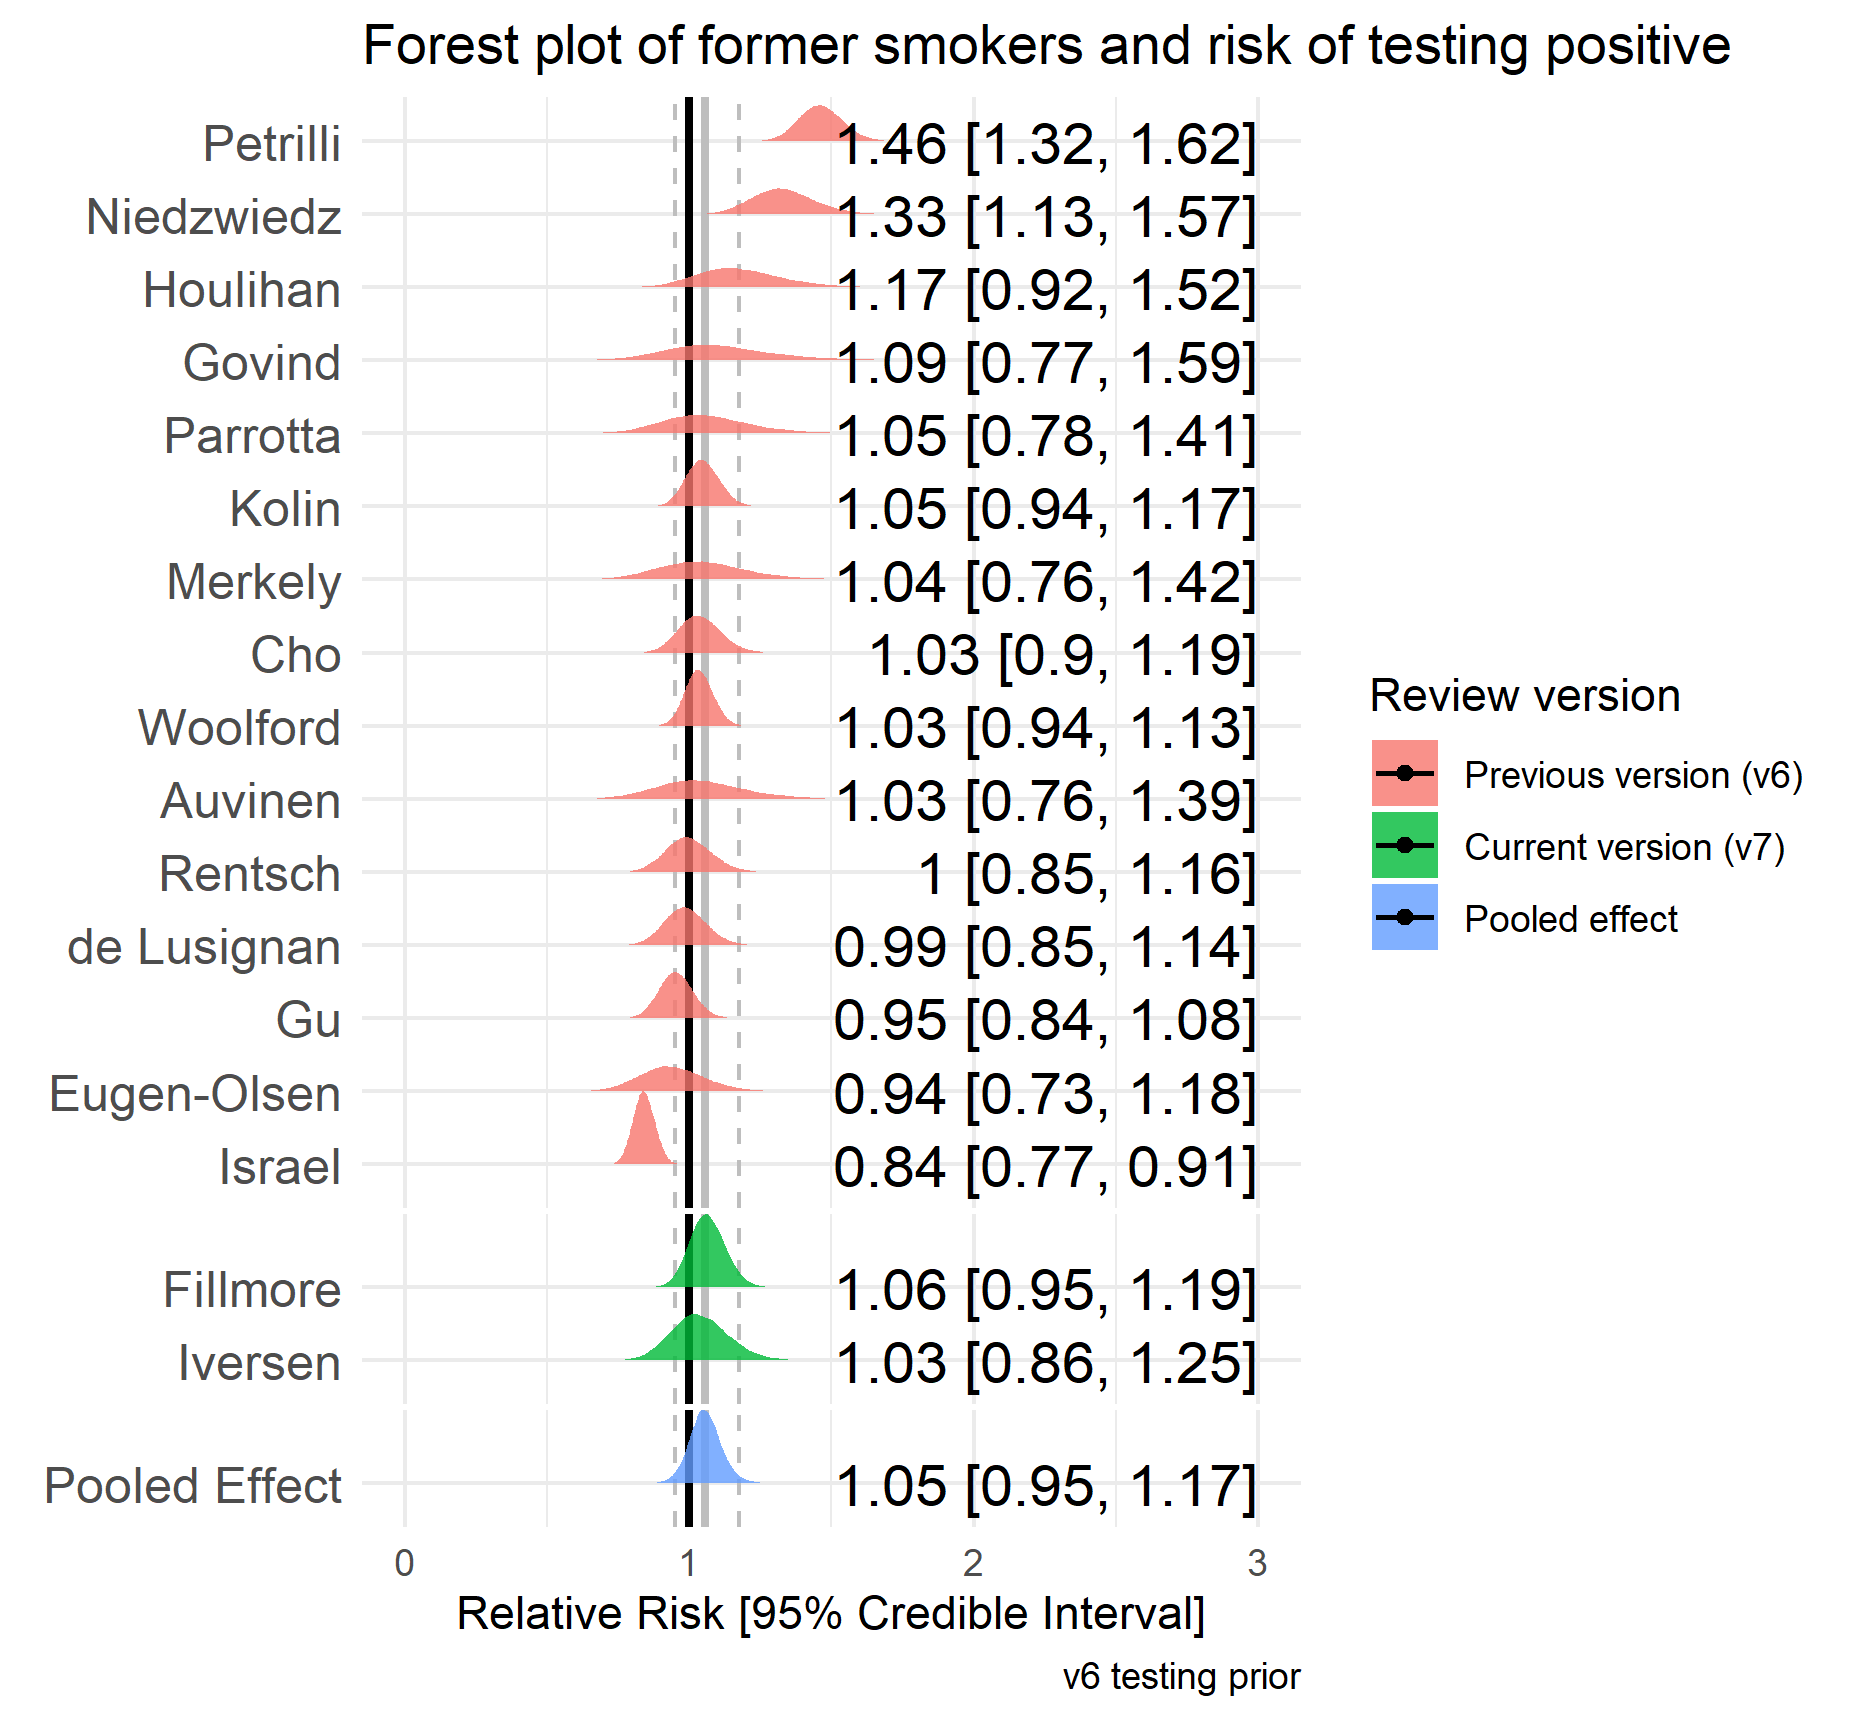 Forest plot of former smokers and risk of testing positive
Petrilli 1.46 [1.32, 1.62]
Niedzwiedz 1.33 [1.13, 1.57]
Houlihan 1.17 [0.92, 1.52]
Govind 1.09 [0.77, 1.59]
Parrotta 1.05 [0.78, 1.41]
Kolin 1.05 [0.94, 1.17]
Merkely 1.04 [0.76, 1.42]
Cho 1.03 [0.9, 1.19]
Woolford 1.03 [0.94, 1.13]
Auvinen 1.03 [0.76, 1.39]
Rentsch 1 [0.85, 1.16]
de Lusignan 0.99 [0.85, 1.14]
Gu 0.95 [0.84, 1.08]
Eugen-Olsen 0.94 [0.73, 1.18]
Israel 0.84 [0.77, 0.91]
Fillmore 1.06 [0.95, 1.19]
Iversen 1.03 [0.86, 1.25]
Pooled Effect 1.05 [0.95, 1.17]
0 1 2 3
Relative Risk [95% Credible Interval]
v6 testing prior
Review version
Previous version (v6)
Current version (v7)
Pooled effect